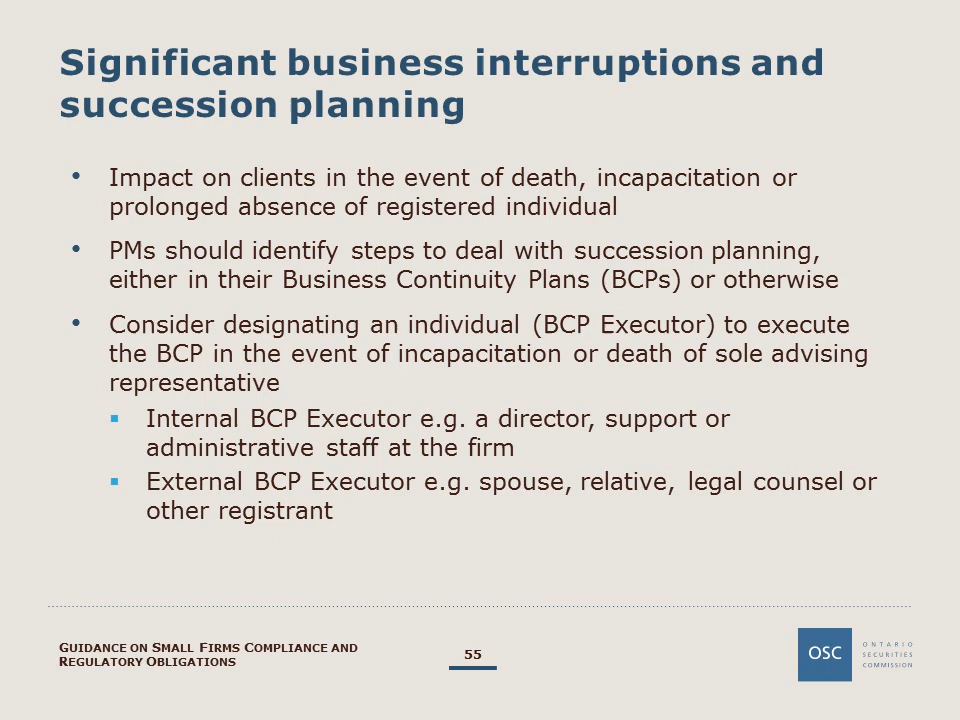 Significant business interruptions and
succession planning
• Impact on clients in the event of death, incapacitation or
prolonged absence of registered individual
• PMs should identify steps to deal with succession planning,
either in their Business Continuity Plans (BCPs) or otherwise
• Consider designating an individual (BCP Executor) to execute
the BCP in the event of incapacitation or death of sole advising
representative
▪ Internal BCP Executor e.g. a director, support or
administrative staff at the firm
▪ External BCP Executor e.g. spouse, relative, legal counsel or
other registrant
GUIDANCE ON SMALL FIRMS COMPLIANCE AND
REGULATORY OBLIGATIONS
55
OSC
ONTARIO
SECURITIES
COMMISSION